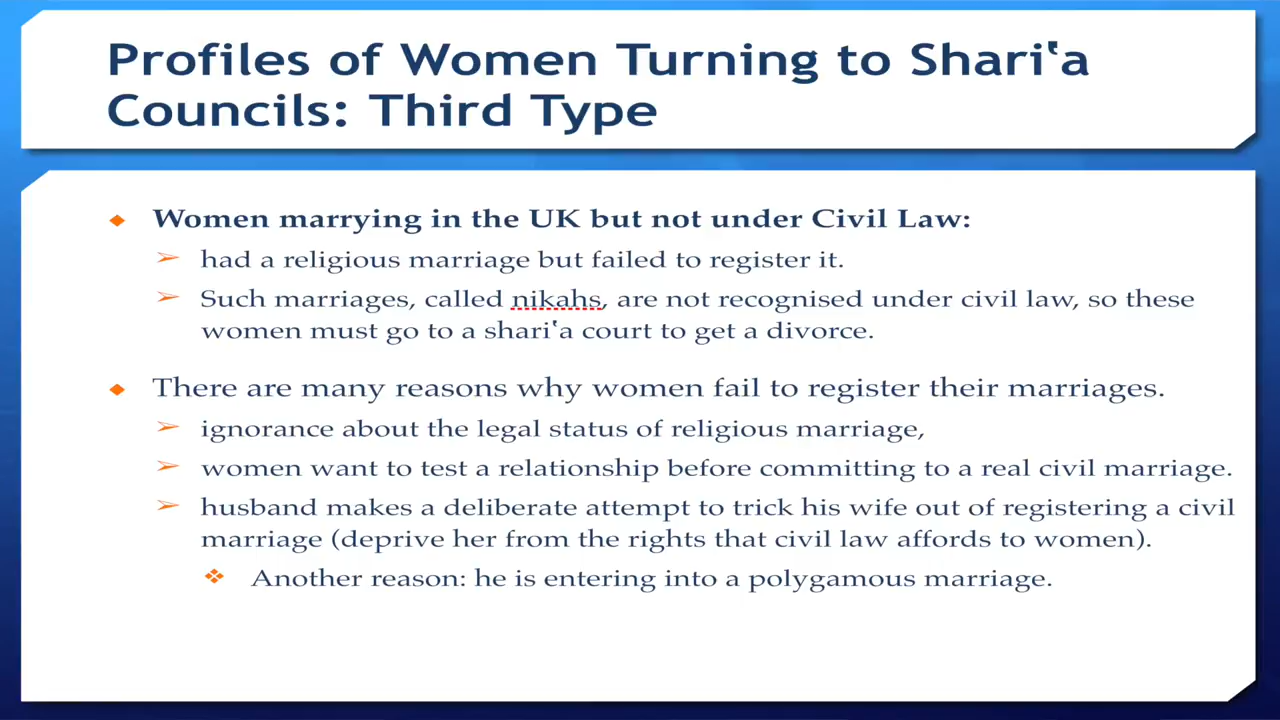 Profiles of Women Turning to Shariʽa
Councils: Third Type
Women marrying in the UK but not under Civil Law:
had a religious marriage but failed to register it.
Such marriages, called nikahs, are not recognised under civil law, so these
women must go to a shariʽa court to get a divorce.
There are many reasons why women fail to register their marriages.
ignorance about the legal status of religious marriage,
women want to test a relationship before committing to a real civil marriage.
husband makes a deliberate attempt to trick his wife out of registering a civil
marriage (deprive her from the rights that civil law affords to women).
Another reason: he is entering into a polygamous marriage.